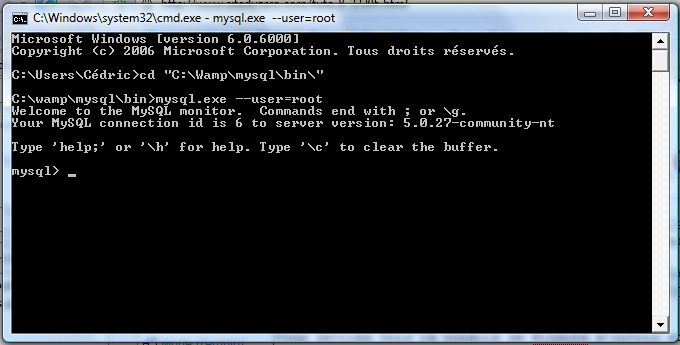 C:\Windows\system32\cmd.exe - mysql.exe --user=root
Microsoft Windows [version 6.0.6000]
Copyright (c) 2006 Microsoft Corporation. Tous droits réservés.
C:\Users\Cédric>cd "C:\Wamp\mysql\bin\"
C:\wamp\mysql\bin>mysql.exe --user=root
Welcome to the MySQL monitor.  Commands end with ; or \g.
Your MySQL connection id is 6 to server version: 5.0.27-community-nt
Type 'help;' or '\h' for help. Type '\c' to clear the buffer.
mysql> _